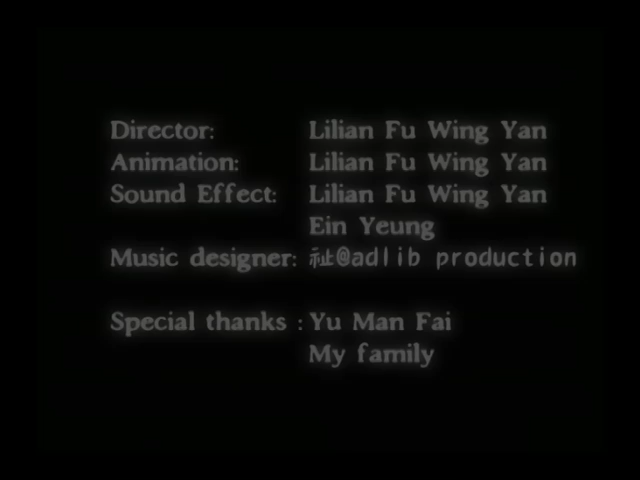 Director: Lilian Fu Wing Yan
Animation: Lilian Fu Wing Yan
Sound Effect: Lilian Fu Wing Yan
Ein Yeung
Music designer: 祉@adlib production
Special thanks : Yu Man Fai
My family